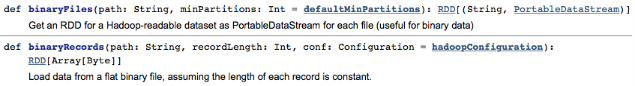 def binaryFiles(path: String, minPartitions: Int = defaultMinPartitions): RDD[(String, PortableDataStream)]
Get an RDD for a Hadoop-readable dataset as PortableDataStream for each file (useful for binary data)
def binaryRecords(path: String, recordLength: Int, conf: Configuration = hadoopConfiguration):
RDD[Array[Byte]]
Load data from a flat binary file, assuming the length of each record is constant.